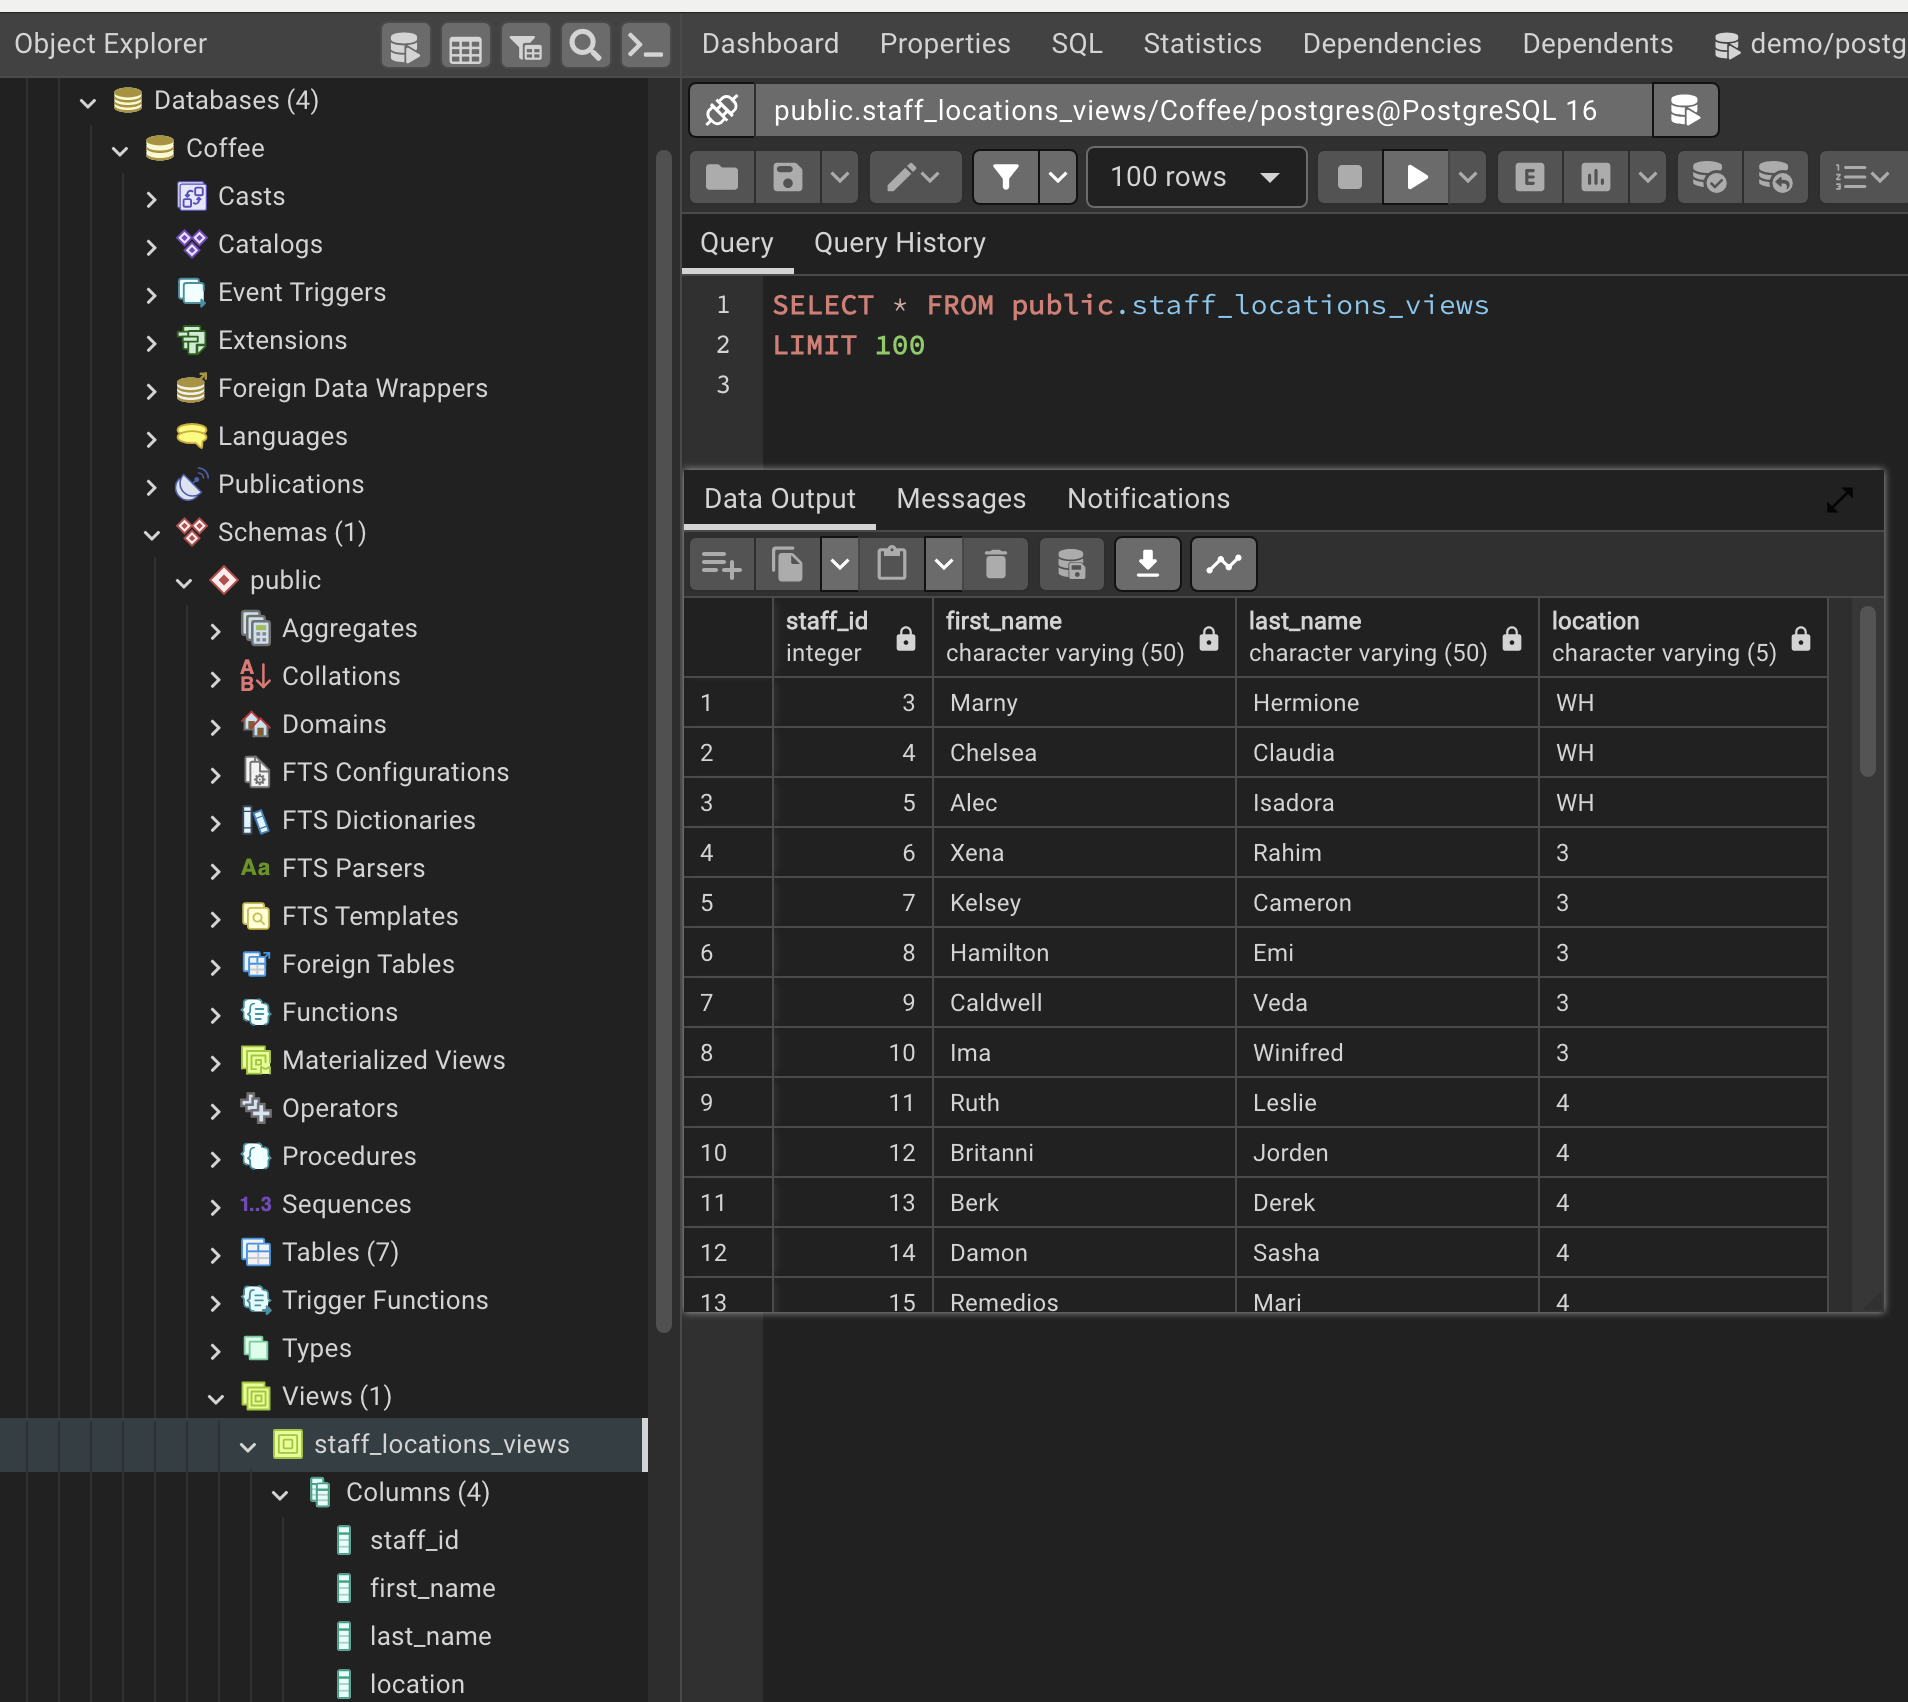 Object Explorer
Dashboard Properties SQL Statistics Dependencies Dependents demo/postg
Databases (4)
Coffee
Casts
Catalogs
Event Triggers
Extensions
Foreign Data Wrappers
Languages
Publications
Schemas (1)
public
Aggregates
Collations
Domains
FTS Configurations
FTS Dictionaries
Aa FTS Parsers
FTS Templates
Foreign Tables
Functions
Materialized Views
Operators
Procedures
1..3 Sequences
Tables (7)
Trigger Functions
Types
Views (1)
staff_locations_views
Columns (4)
staff_id
first_name
last_name
location
public.staff_locations_views/Coffee/postgres@PostgreSQL 16
100 rows
E
Query Query History
1 SELECT * FROM public.staff_locations_views
2 LIMIT 100
3
Data Output Messages Notifications
staff_id first_name last_name location
integer character varying (50) character varying (50) character varying (5)
1 3 Marny Hermione WH
2 4 Chelsea Claudia WH
3 5 Alec Isadora WH
4 6 Xena Rahim 3
5 7 Kelsey Cameron 3
6 8 Hamilton Emi 3
7 9 Caldwell Veda 3
8 10 Ima Winifred 3
9 11 Ruth Leslie 4
10 12 Britanni Jorden 4
11 13 Berk Derek 4
12 14 Damon Sasha 4
13 15 Remedios Mari 4